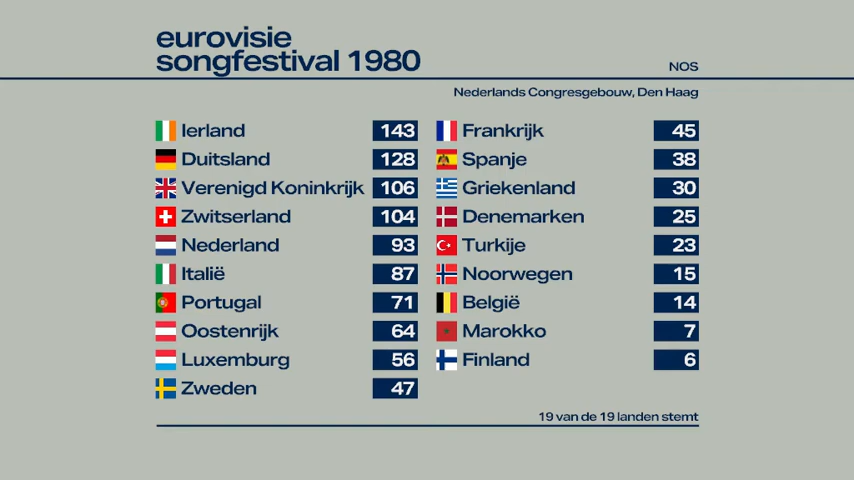 eurovisie
songfestival 1980
NOS
Nederlands Congresgebouw, Den Haag
Ierland 143
Duitsland 128
Verenigd Koninkrijk 106
Zwitserland 104
Nederland 93
Italië 87
Portugal 71
Oostenrijk 64
Luxemburg 56
Zweden 47
Frankrijk 45
Spanje 38
Griekenland 30
Denemarken 25
Turkije 23
Noorwegen 15
België 14
Marokko 7
Finland 6
19 van de 19 landen stemt